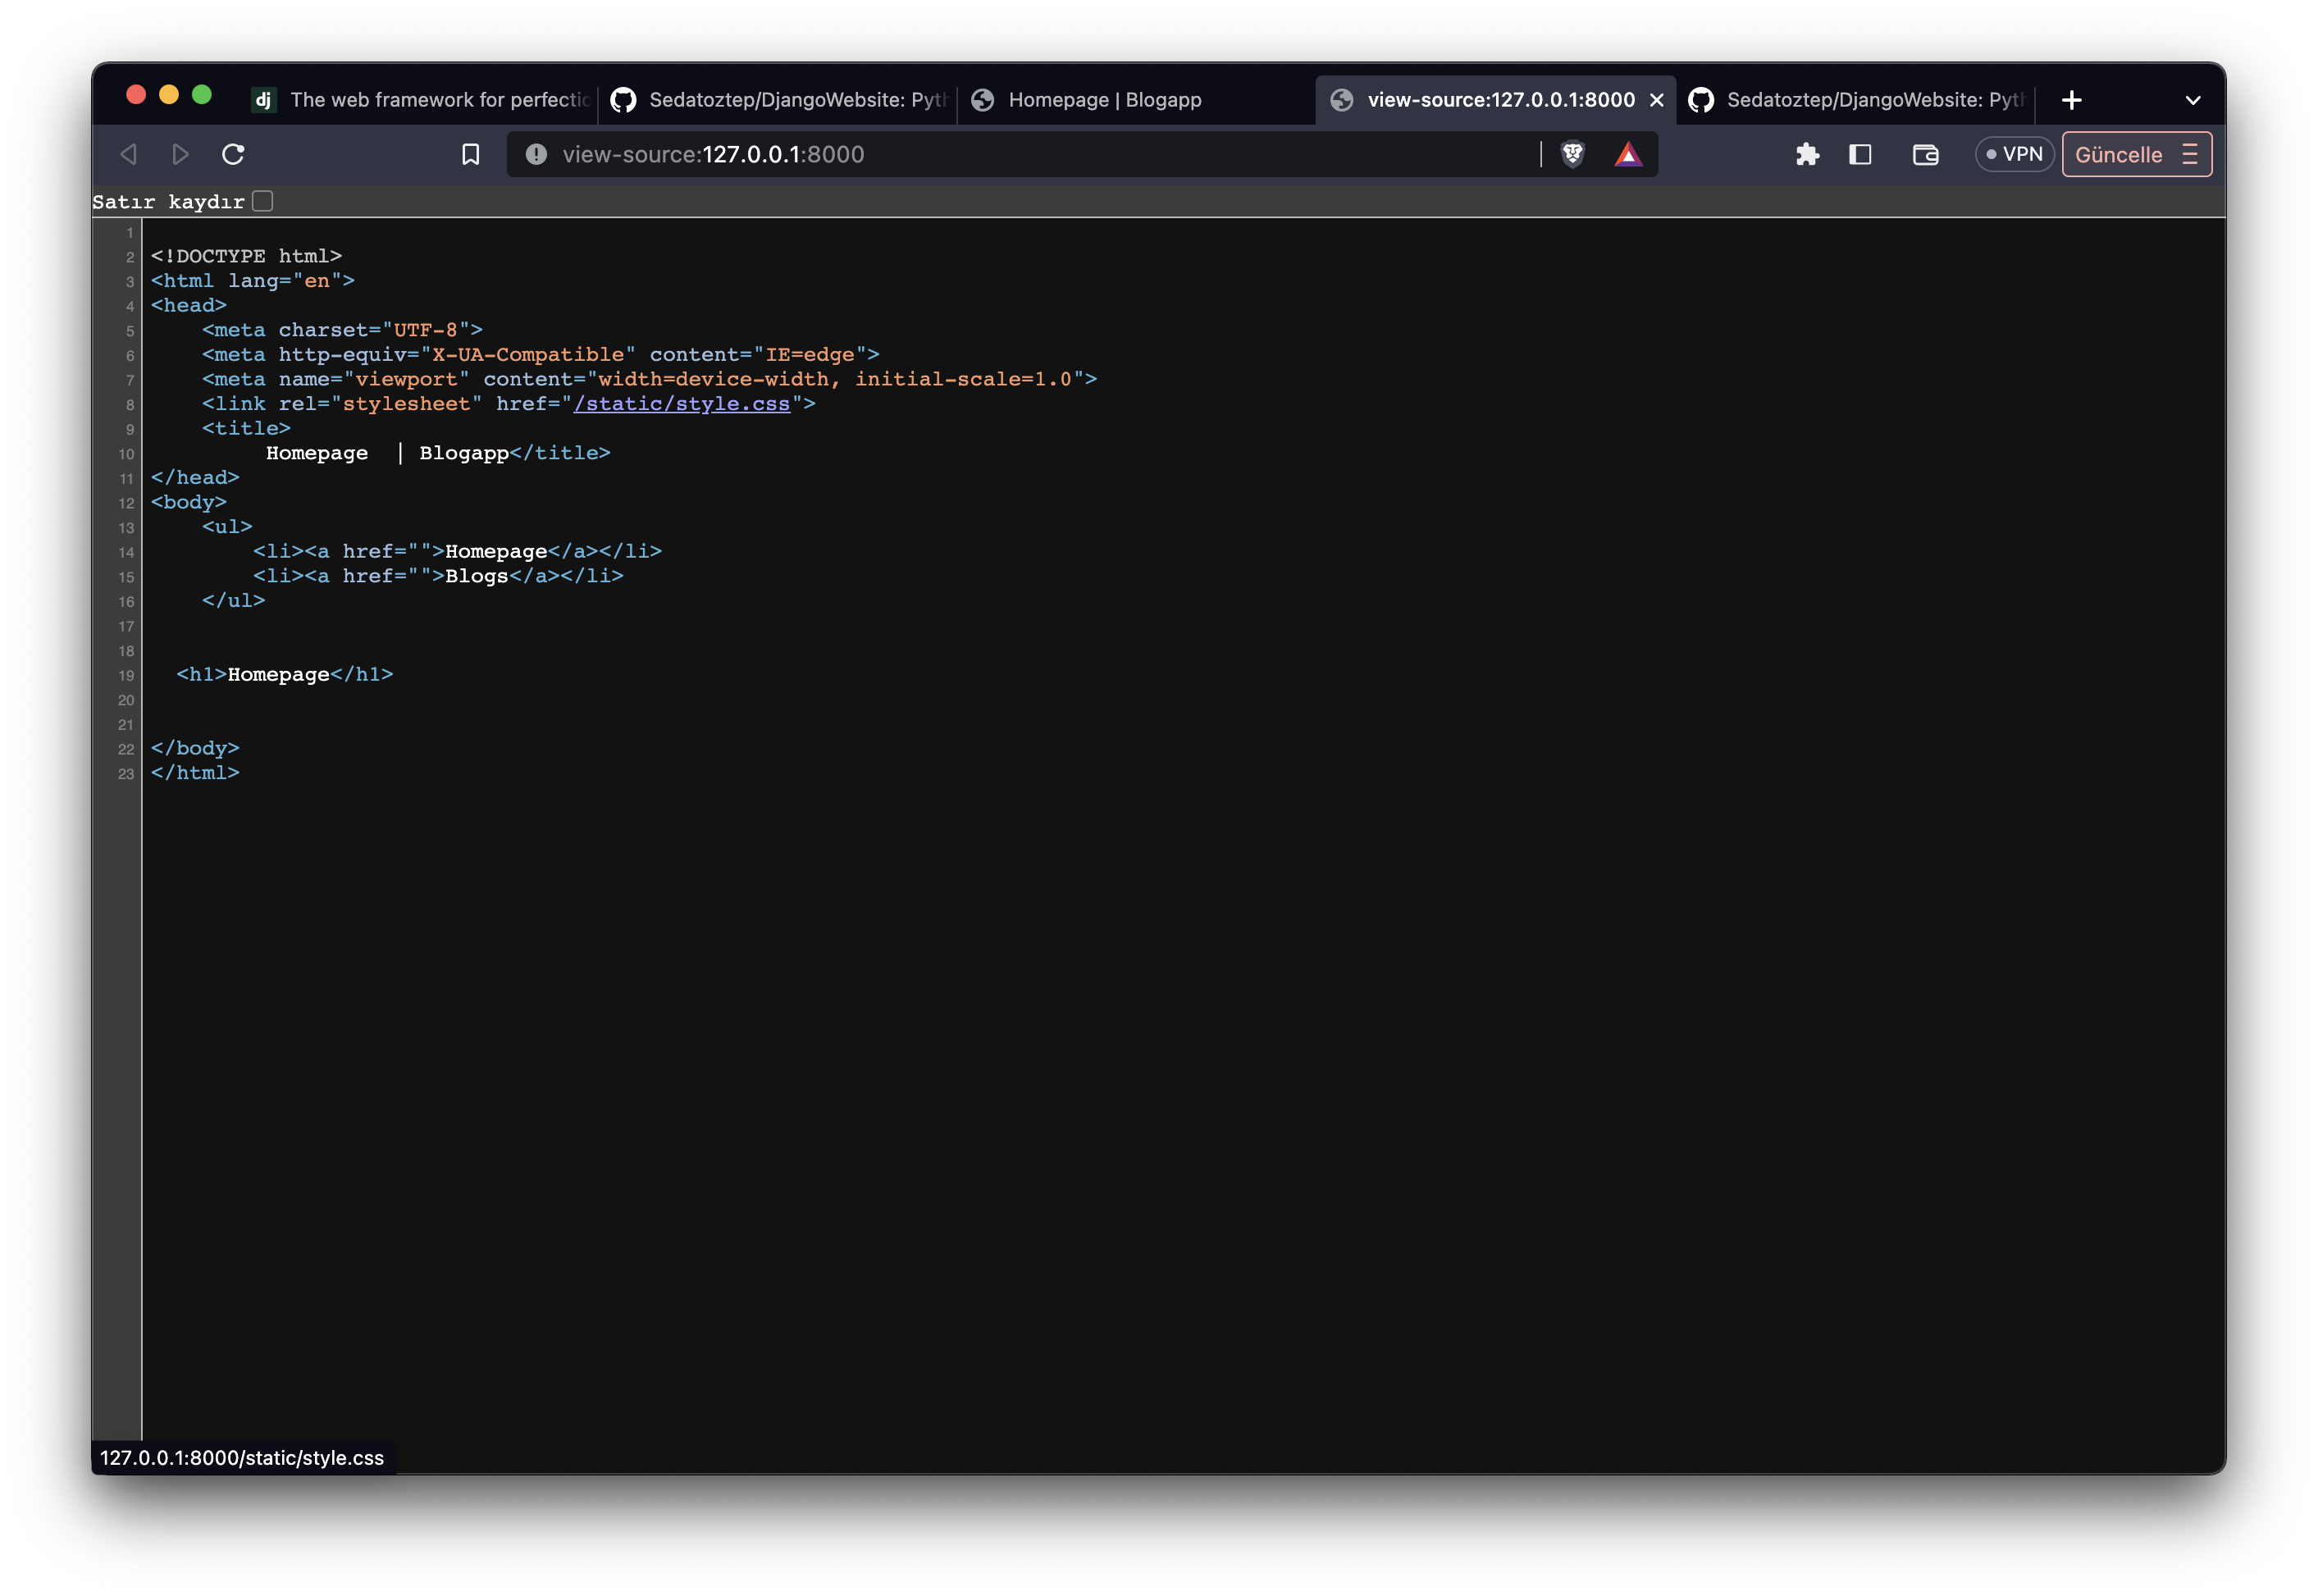 The web framework for perfectio
Sedatoztep/DjangoWebsite: Pyth
Homepage | Blogapp
view-source:127.0.0.1:8000
Sedatoztep/DjangoWebsite: Pyth
view-source:127.0.0.1:8000
VPN
Güncelle
Satır kaydır
1
2 <!DOCTYPE html>
3 <html lang="en">
4 <head>
5     <meta charset="UTF-8">
6     <meta http-equiv="X-UA-Compatible" content="IE=edge">
7     <meta name="viewport" content="width=device-width, initial-scale=1.0">
8     <link rel="stylesheet" href="/static/style.css">
9     <title>
10          Homepage  | Blogapp</title>
11 </head>
12 <body>
13     <ul>
14         <li><a href="">Homepage</a></li>
15         <li><a href="">Blogs</a></li>
16     </ul>
17
18
19   <h1>Homepage</h1>
20
21
22 </body>
23 </html>
127.0.0.1:8000/static/style.css